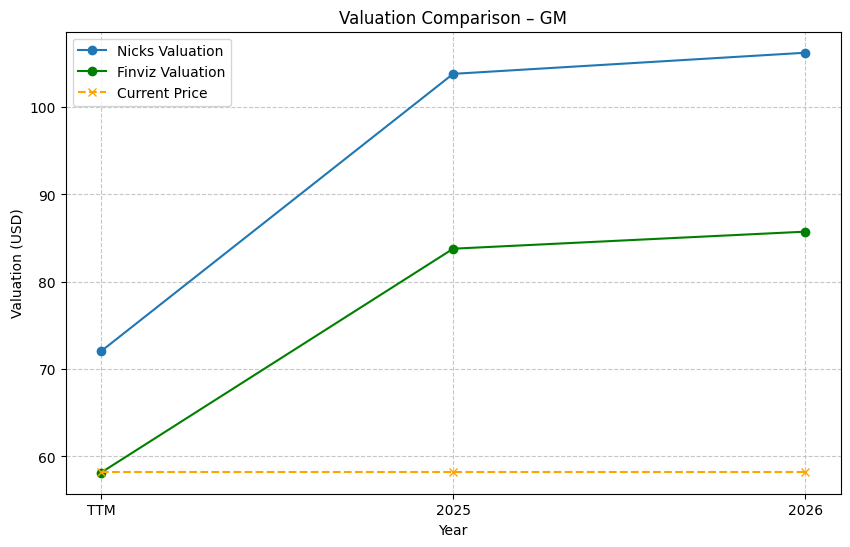 Valuation Comparison – GM
Nicks Valuation
Finviz Valuation
Current Price
Valuation (USD)
100
90
80
70
60
TTM
2025
2026
Year